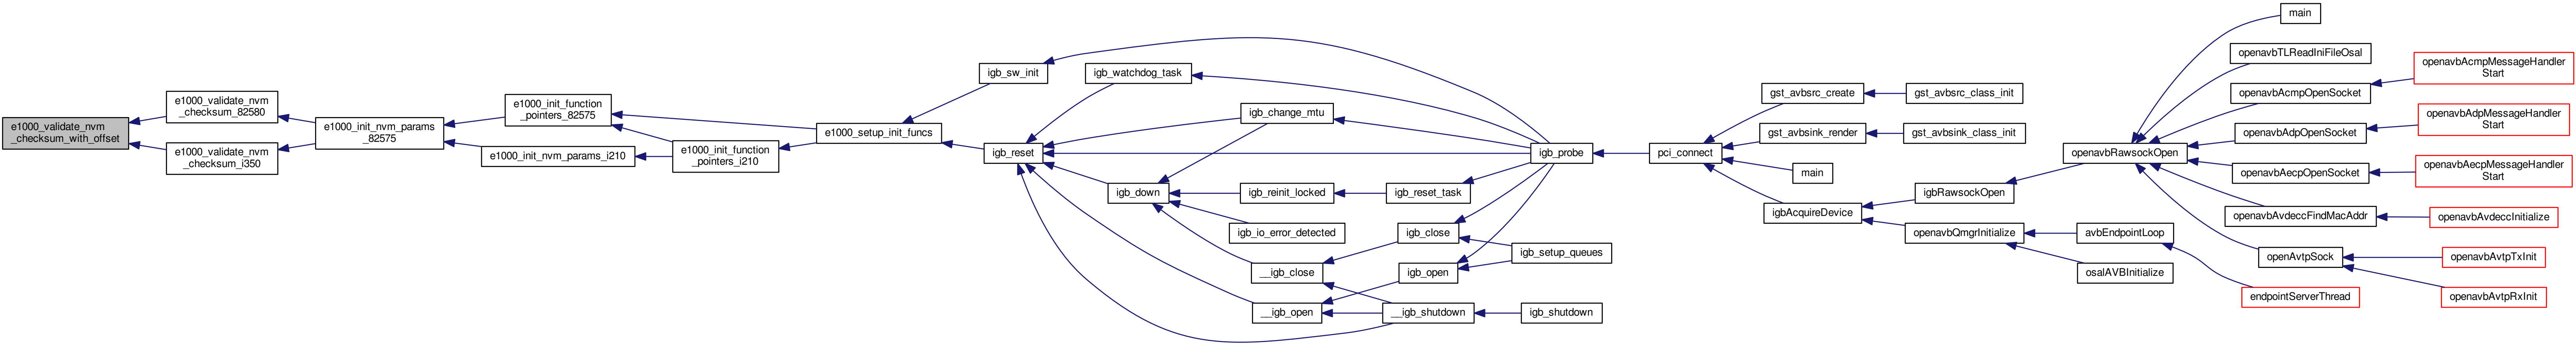 e1000_validate_nvm
_checksum_with_offset
e1000_validate_nvm
_checksum_82580
e1000_validate_nvm
_checksum_i350
e1000_init_nvm_params
_82575
e1000_init_function
_pointers_82575
e1000_init_nvm_params_i210
e1000_init_function
_pointers_i210
e1000_setup_init_funcs
igb_sw_init
igb_reset
igb_watchdog_task
igb_down
igb_change_mtu
igb_reinit_locked
igb_io_error_detected
__igb_close
__igb_open
igb_reset_task
igb_close
igb_open
__igb_shutdown
igb_probe
igb_setup_queues
igb_shutdown
pci_connect
gst_avbsrc_create
gst_avbsink_render
main
igbAcquireDevice
gst_avbsrc_class_init
gst_avbsink_class_init
igbRawsockOpen
openavbQmgrInitialize
avbEndpointLoop
osalAVBInitialize
openavbRawsockOpen
main
openavbTLReadIniFileOsal
openavbAcmpOpenSocket
openavbAdpOpenSocket
openavbAecpOpenSocket
openavbAvdeccFindMacAddr
openAvtpSock
endpointServerThread
openavbAcmpMessageHandler
Start
openavbAdpMessageHandler
Start
openavbAecpMessageHandler
Start
openavbAvdeccInitialize
openavbAvtpTxInit
openavbAvtpRxInit